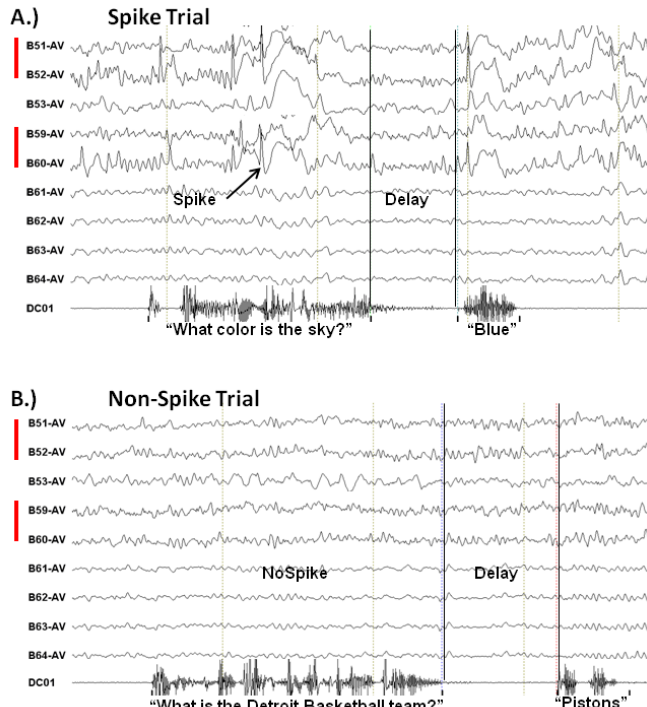 A.) Spike Trial
B51-AV
B52-AV
B53-AV
B59-AV
B60-AV
Spike
Delay
B61-AV
B62-AV
B63-AV
B64-AV
DC01
“What color is the sky?”
“Blue”
B.) Non-Spike Trial
B51-AV
B52-AV
B53-AV
B59-AV
B60-AV
B61-AV
NoSpike
Delay
B62-AV
B63-AV
B64-AV
DC01
“What is the Detroit Basketball team?”
“Pistons”